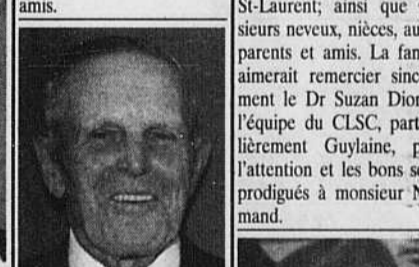 amis.
St-Laurent; ainsi que
sieurs neveux, nièces, au
parents et amis. La fam
aimerait remercier sinc
ment le Dr Suzan Dion
l'équipe du CLSC, part
lièrement Guylaine, p
l'attention et les bons so
prodigués à monsieur N
mand.